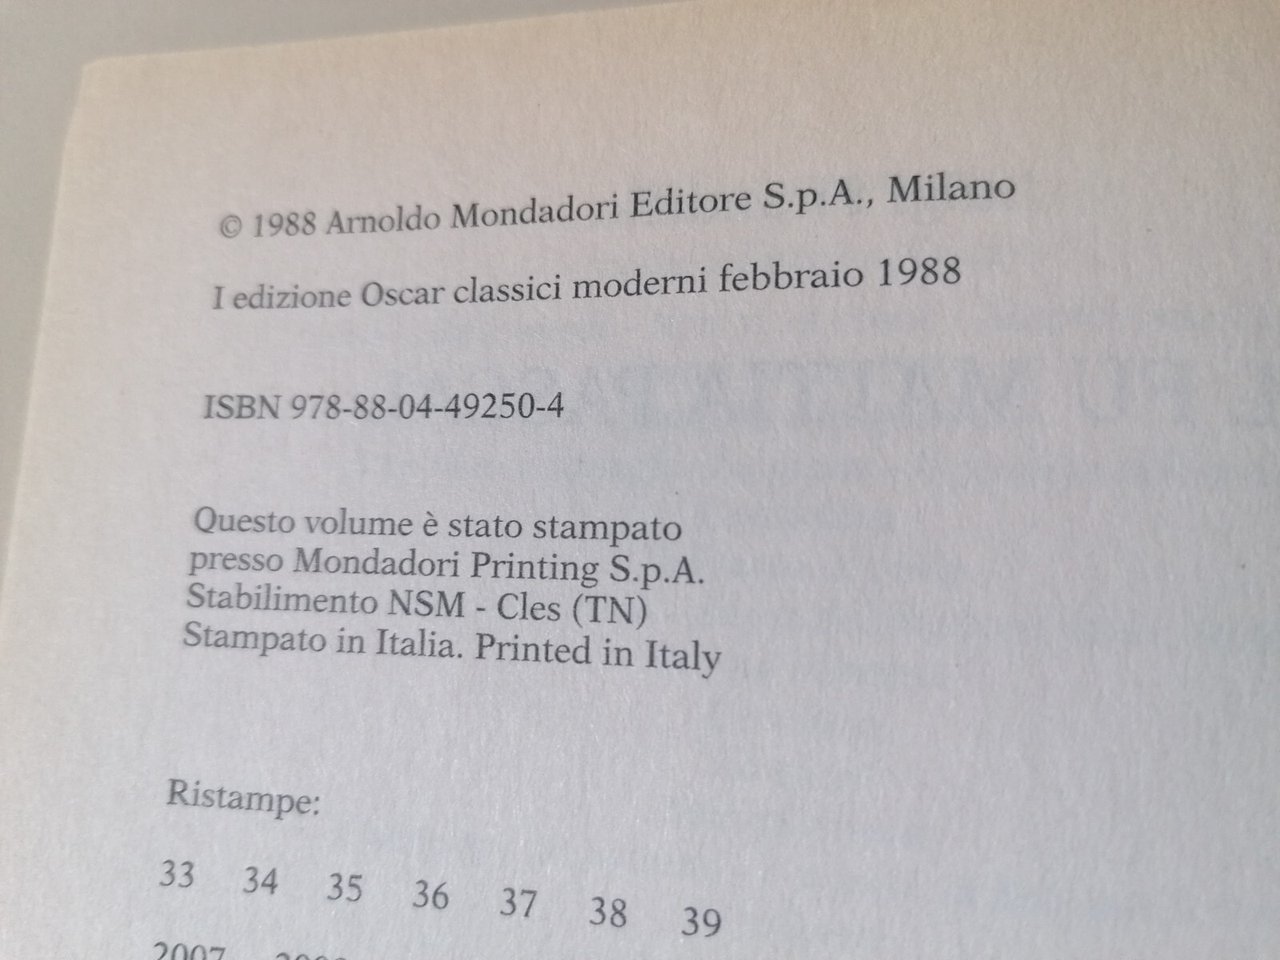 © 1988 Arnoldo Mondadori Editore S.p.A., Milano
I edizione Oscar classici moderni febbraio 1988
ISBN 978-88-04-49250-4
Questo volume è stato stampato
presso Mondadori Printing S.p.A.
Stabilimento NSM - Cles (TN)
Stampato in Italia. Printed in Italy
Ristampe:
33 34 35 36 37 38 39
2007